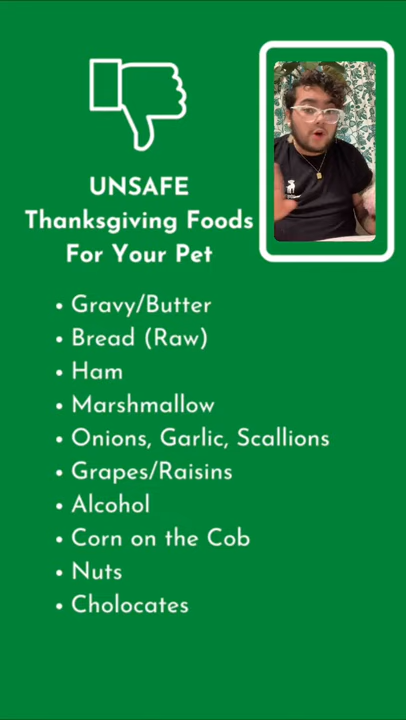 UNSAFE
Thanksgiving Foods
For Your Pet
• Gravy/Butter
• Bread (Raw)
• Ham
• Marshmallow
• Onions, Garlic, Scallions
• Grapes/Raisins
• Alcohol
• Corn on the Cob
• Nuts
• Cholocates